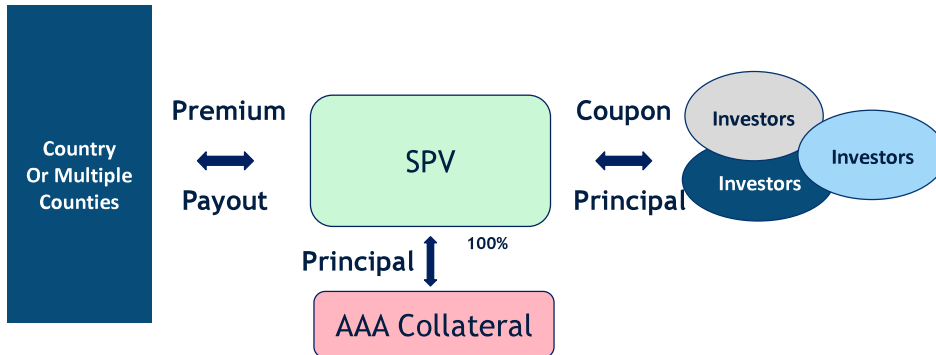 Country
Or Multiple
Counties
Premium
Payout
SPV
Coupon
Principal
Investors
Investors
Investors
100%
Principal
AAA Collateral